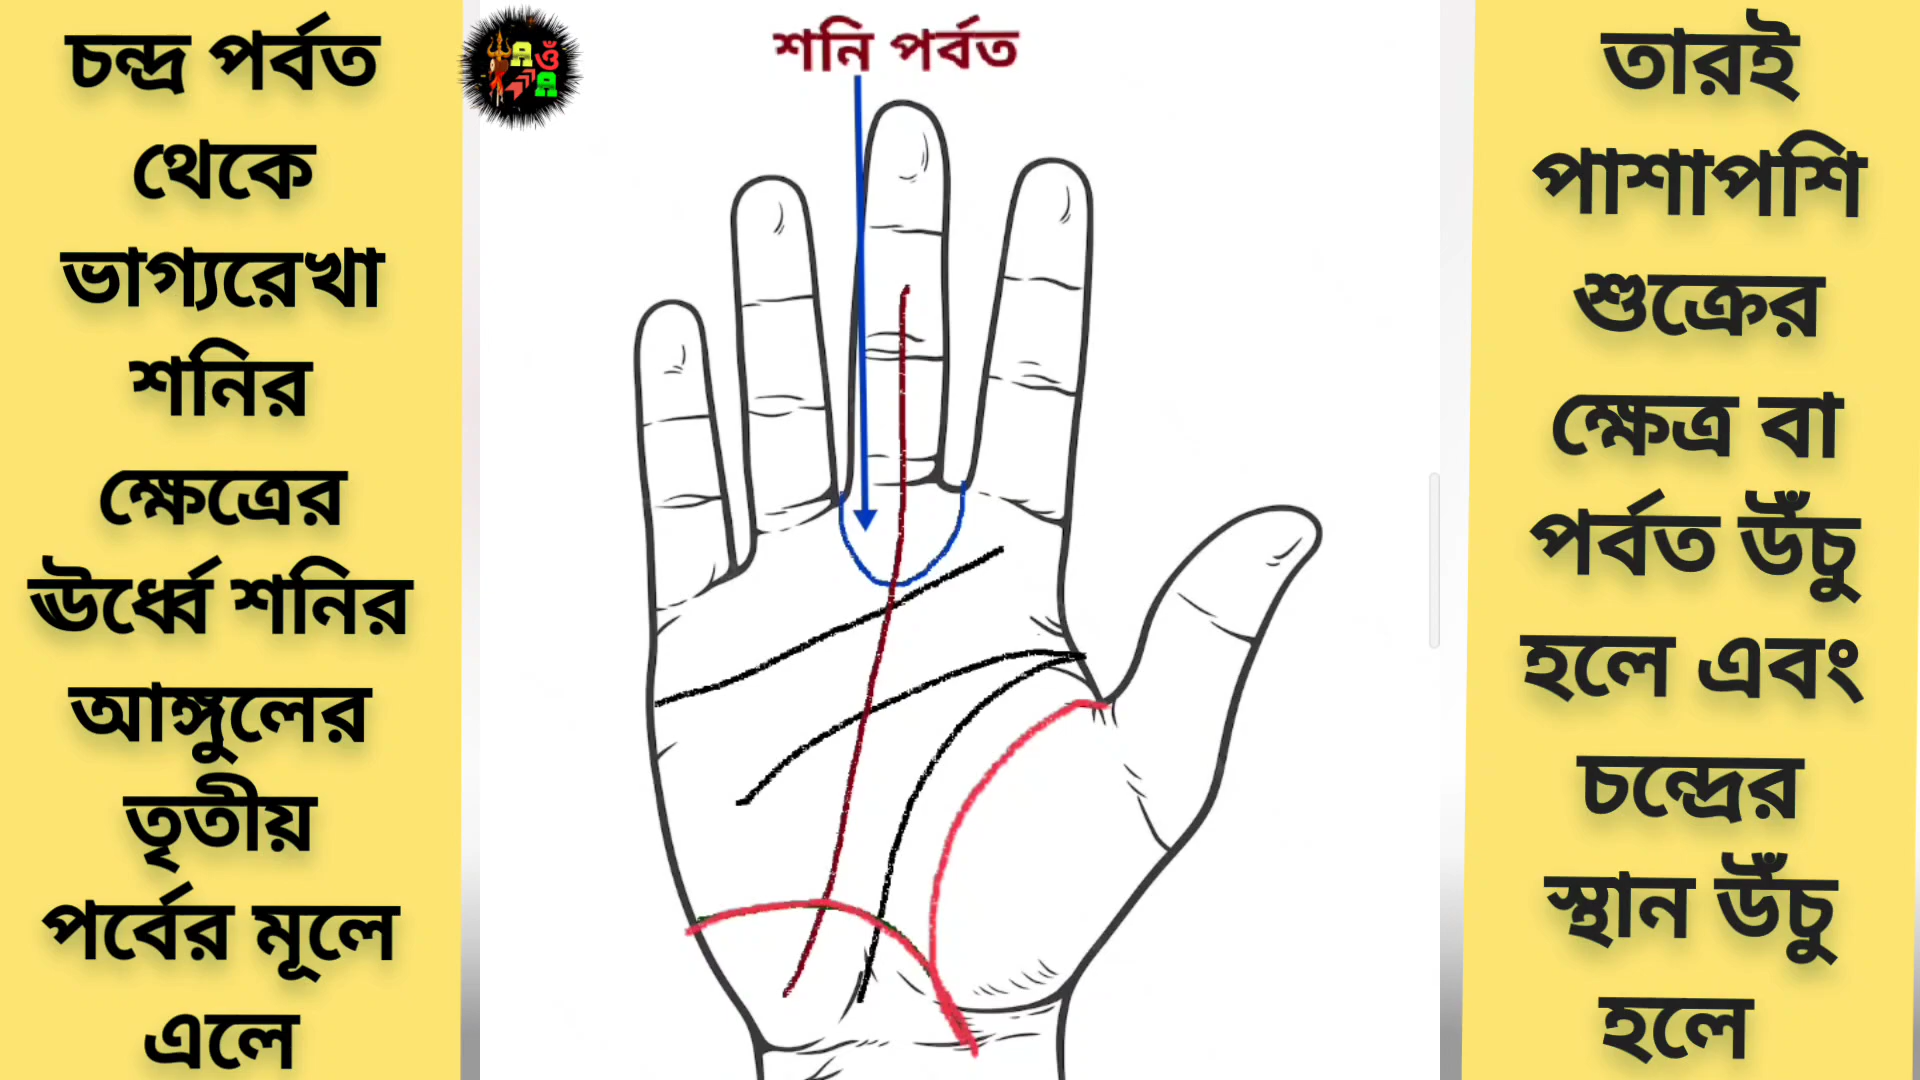 চন্দ্র পর্বত
থেকে
ভাগ্যরেখা
শনির
ক্ষেত্রের
ঊর্ধ্বে শনির
আঙ্গুলের
তৃতীয়
পর্বের মূলে
এলে
শনি পর্বত
A ওঁ
A
তারই
পাশাপশি
শুক্রের
ক্ষেত্র বা
পর্বত উঁচু
হলে এবং
চন্দ্রের
স্থান উঁচু
হলে